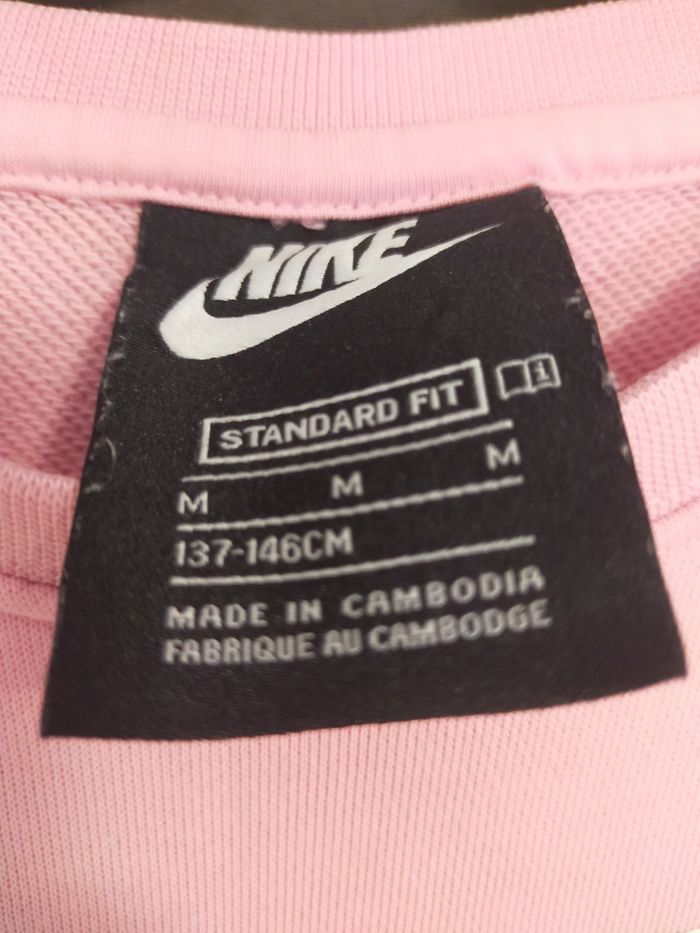 NIKE
STANDARD FIT
M M M
137-146CM
MADE IN CAMBODIA
FABRIQUE AU CAMBODGE